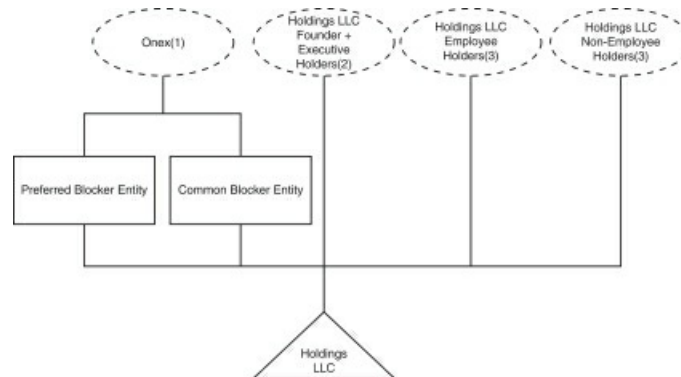 Onex(1)
Holdings LLC
Founder +
Executive
Holders(2)
Holdings LLC
Employee
Holders(3)
Holdings LLC
Non-Employee
Holders(3)
Preferred Blocker Entity
Common Blocker Entity
Holdings
LLC